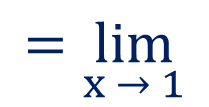 = lim
x → 1